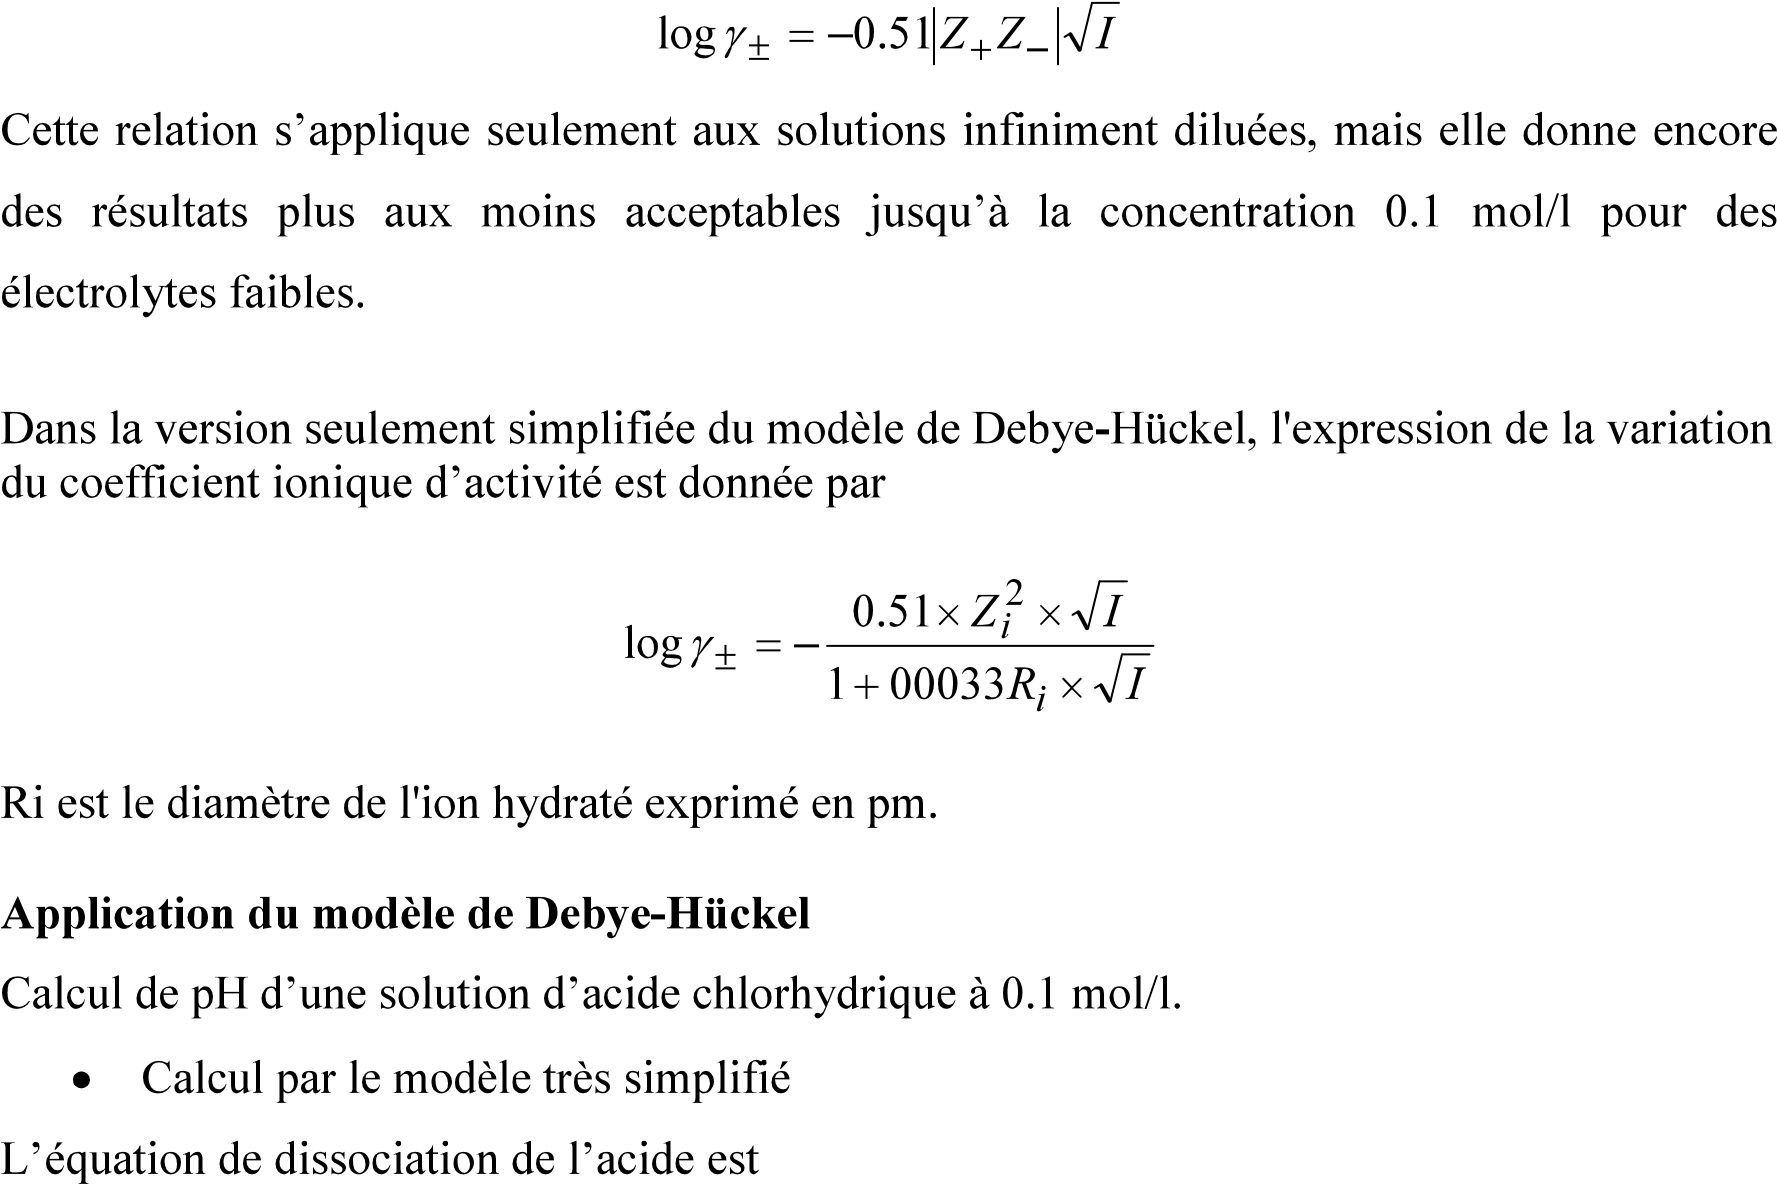 log γ± = −0.51|Z+Z−|√I
Cette relation s’applique seulement aux solutions infiniment diluées, mais elle donne encore
des résultats plus aux moins acceptables jusqu’à la concentration 0.1 mol/l pour des
électrolytes faibles.
Dans la version seulement simplifiée du modèle de Debye-Hückel, l'expression de la variation
du coefficient ionique d’activité est donnée par
log γ± = − (0.51 × Zi² × √I) / (1 + 00033Ri × √I)
Ri est le diamètre de l'ion hydraté exprimé en pm.
Application du modèle de Debye-Hückel
Calcul de pH d’une solution d’acide chlorhydrique à 0.1 mol/l.
• Calcul par le modèle très simplifié
L’équation de dissociation de l’acide est